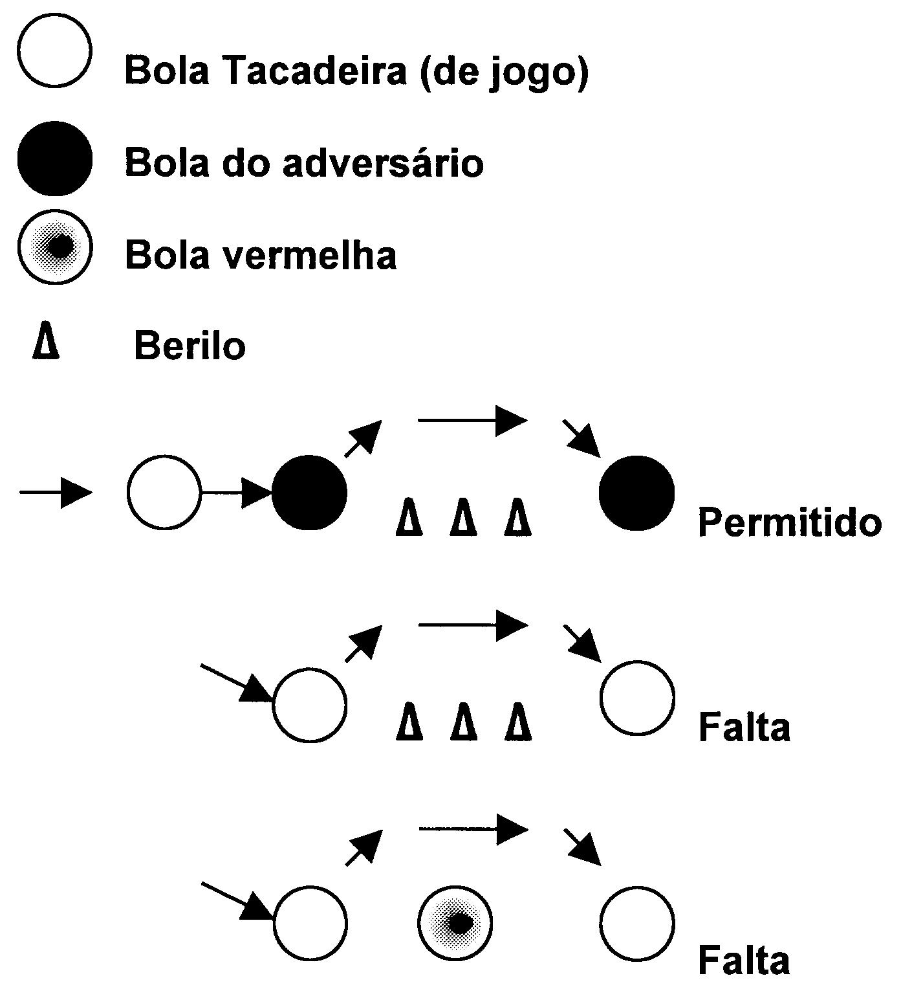 Bola Tacadeira (de jogo)
Bola do adversário
Bola vermelha
Berilo
Permitido
Falta
Falta